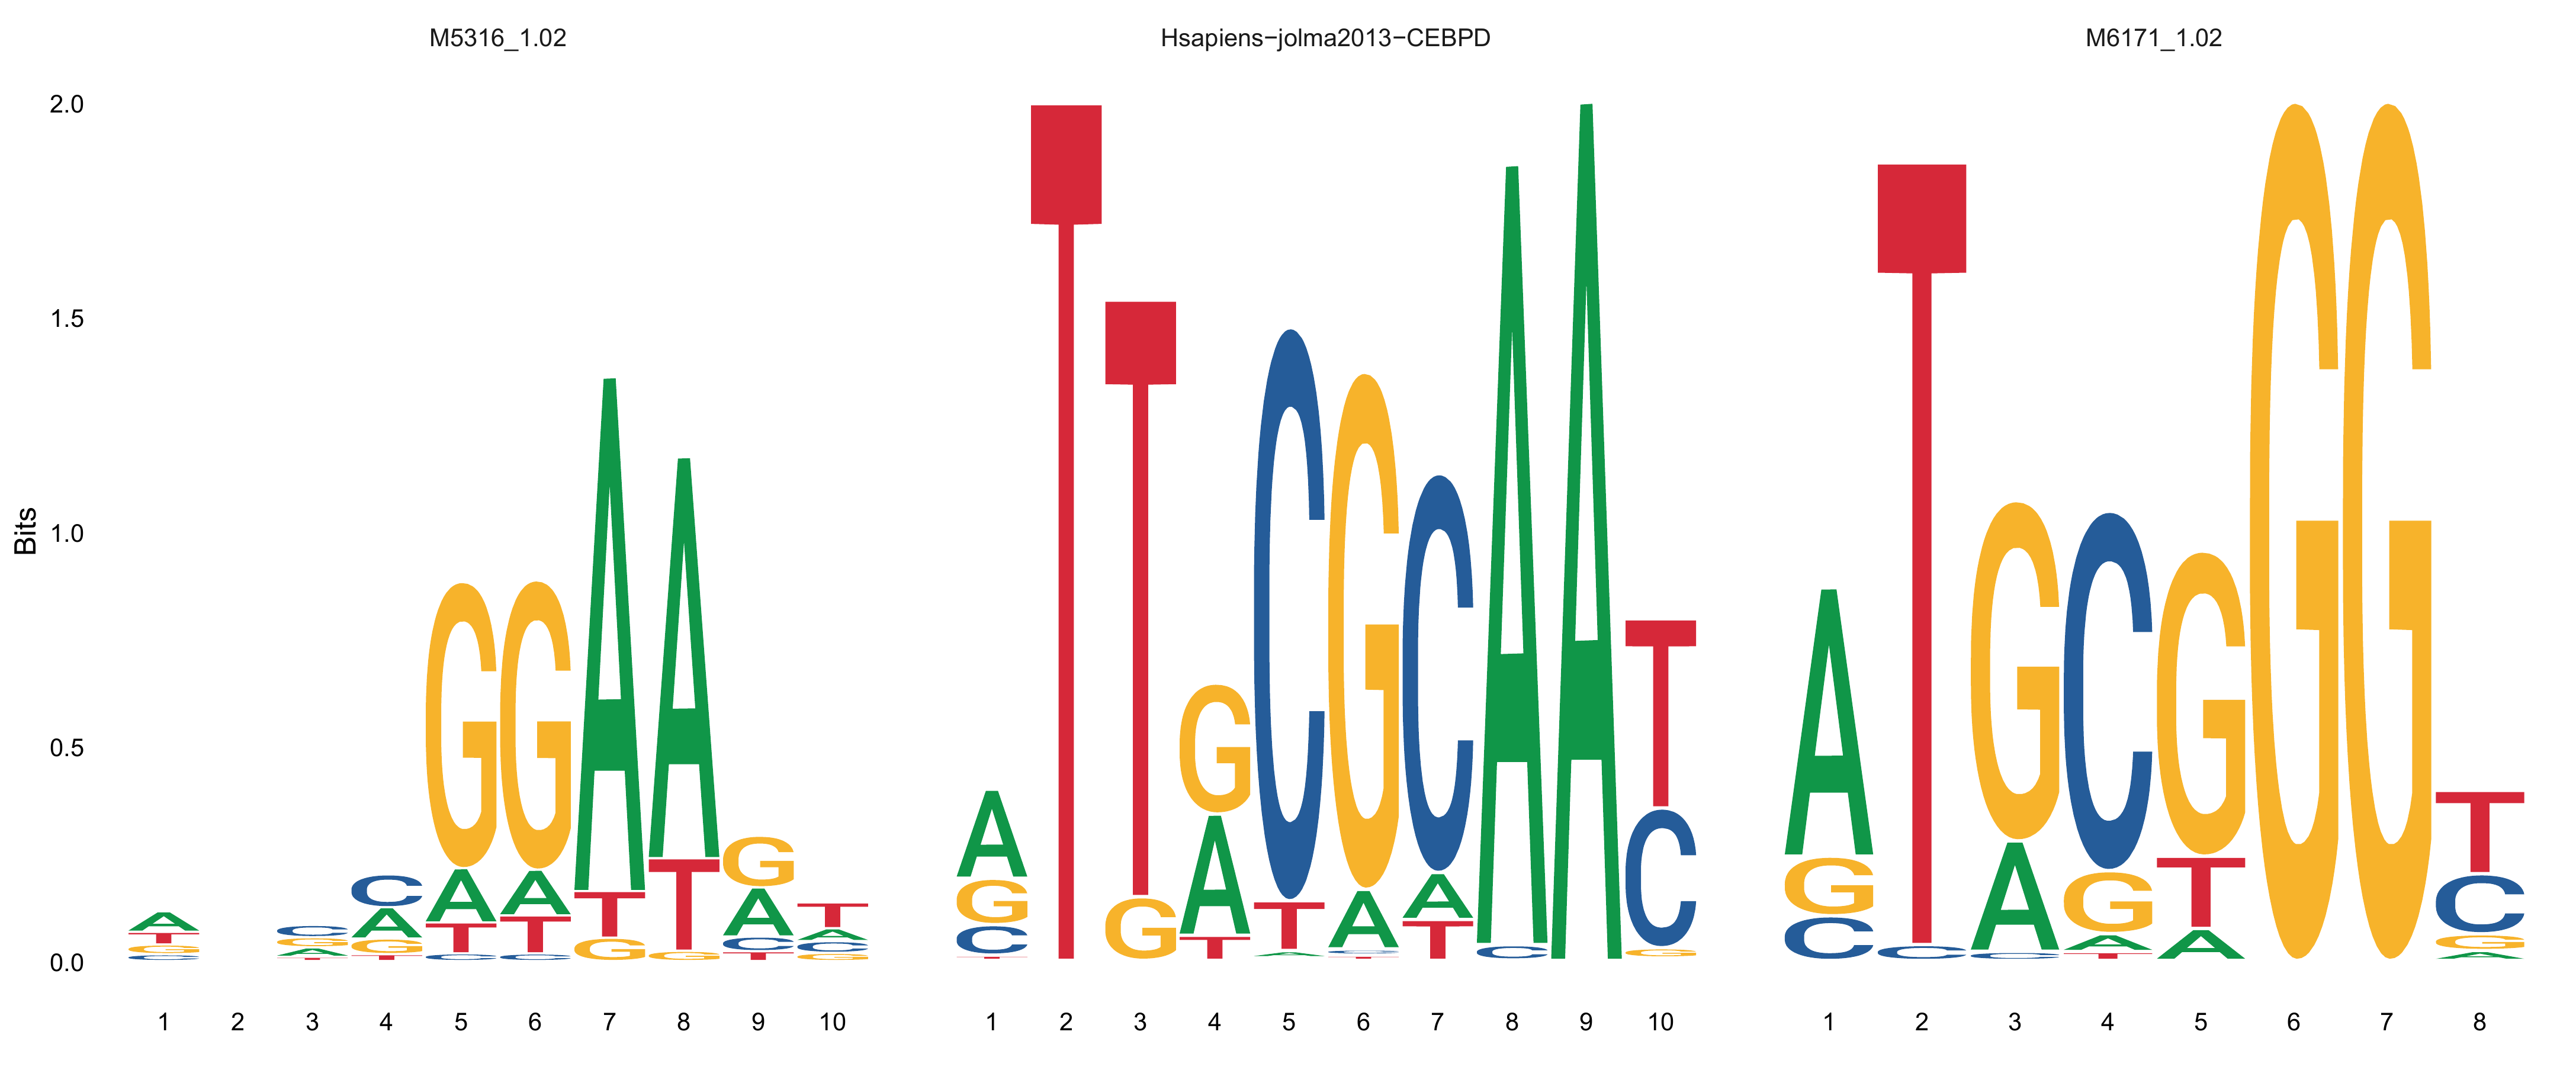 M5316_1.02 Hsapiens−jolma2013−CEBPD M6171_1.02
2.0
1.5
1.0
0.5
0.0
Bits
A T G C
C G A T
C A G T
G A T C
G A T C
A T G
A T G
G A C T
T A C G
A G C T
T
T G
G A T
C T A
G A C T
C A T
A C
A
T C G
A G C
T C
G A C
C G A T
G T A
G
G
T C G A
1 2 3 4 5 6 7 8 9 10 1 2 3 4 5 6 7 8 9 10 1 2 3 4 5 6 7 8